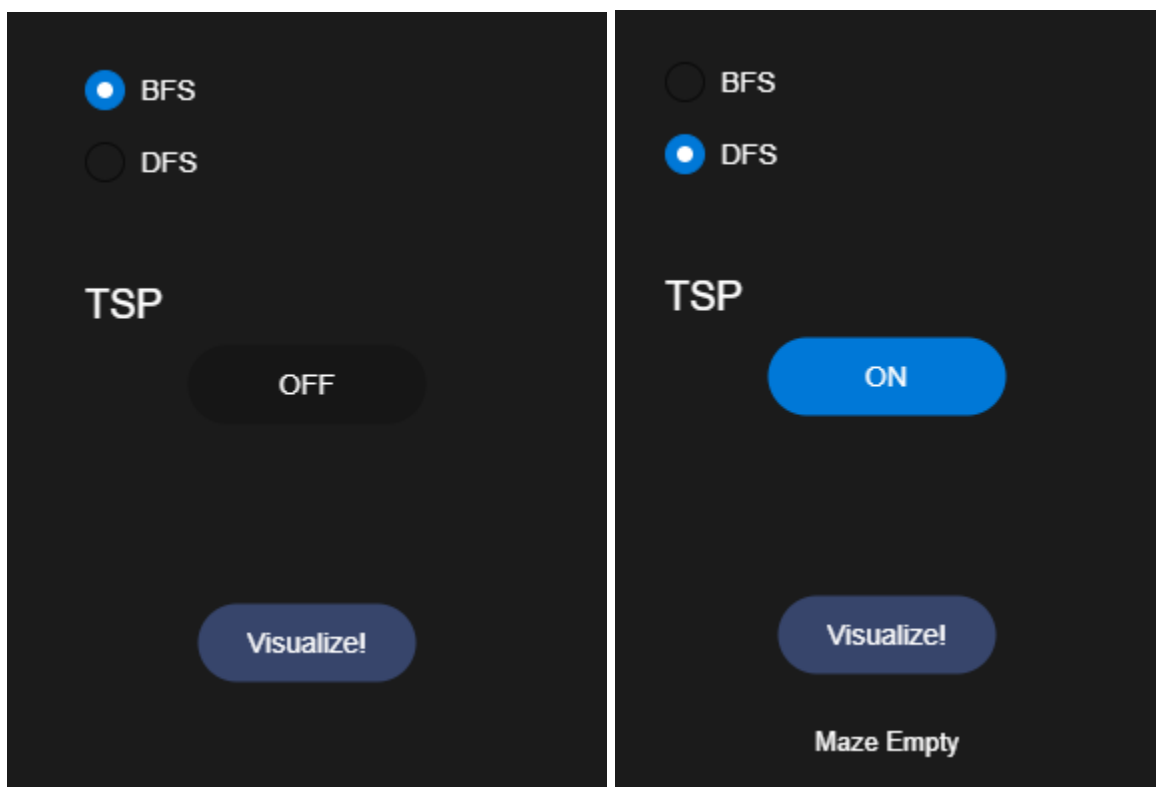 BFS
DFS
TSP
OFF
Visualize!
BFS
DFS
TSP
ON
Visualize!
Maze Empty